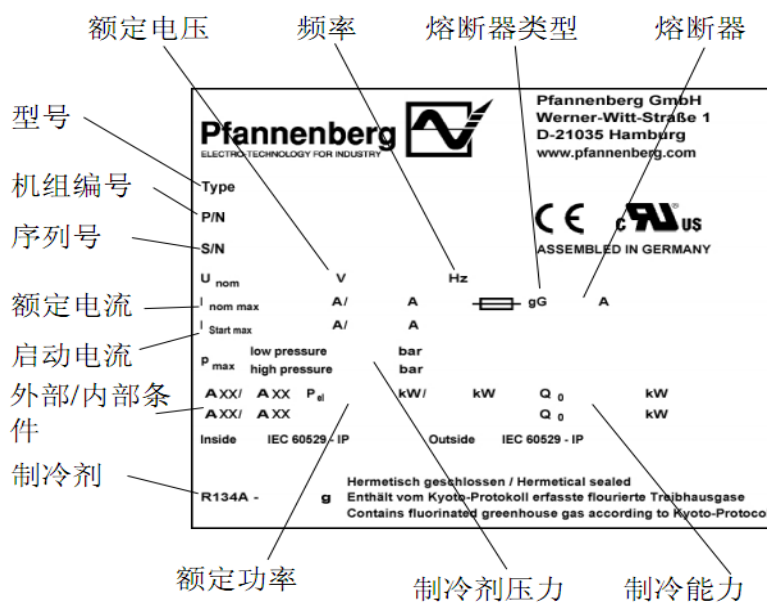 额定电压 频率 熔断器类型 熔断器
Pfannenberg GmbH
Werner-Witt-Straße 1
D-21035 Hamburg
www.pfannenberg.com
Pfannenberg
ELECTRO-TECHNOLOGY FOR INDUSTRY
型号
Type
机组编号
P/N
CE c RU US
序列号
S/N
ASSEMBLED IN GERMANY
U nom V Hz
额定电流
I nom max A/ A gG A
I Start max A/ A
启动电流
p max low pressure bar
high pressure bar
外部/内部条件
A XX/ A XX P el kW/ kW Q 0 kW
A XX/ A XX Q 0 kW
Inside IEC 60529 - IP Outside IEC 60529 - IP
制冷剂
Hermetisch geschlossen / Hermetical sealed
R134A - g Enthält vom Kyoto-Protokoll erfasste flourierte Treibhausgase
Contains fluorinated greenhouse gas according to Kyoto-Protoco
额定功率 制冷剂压力 制冷能力